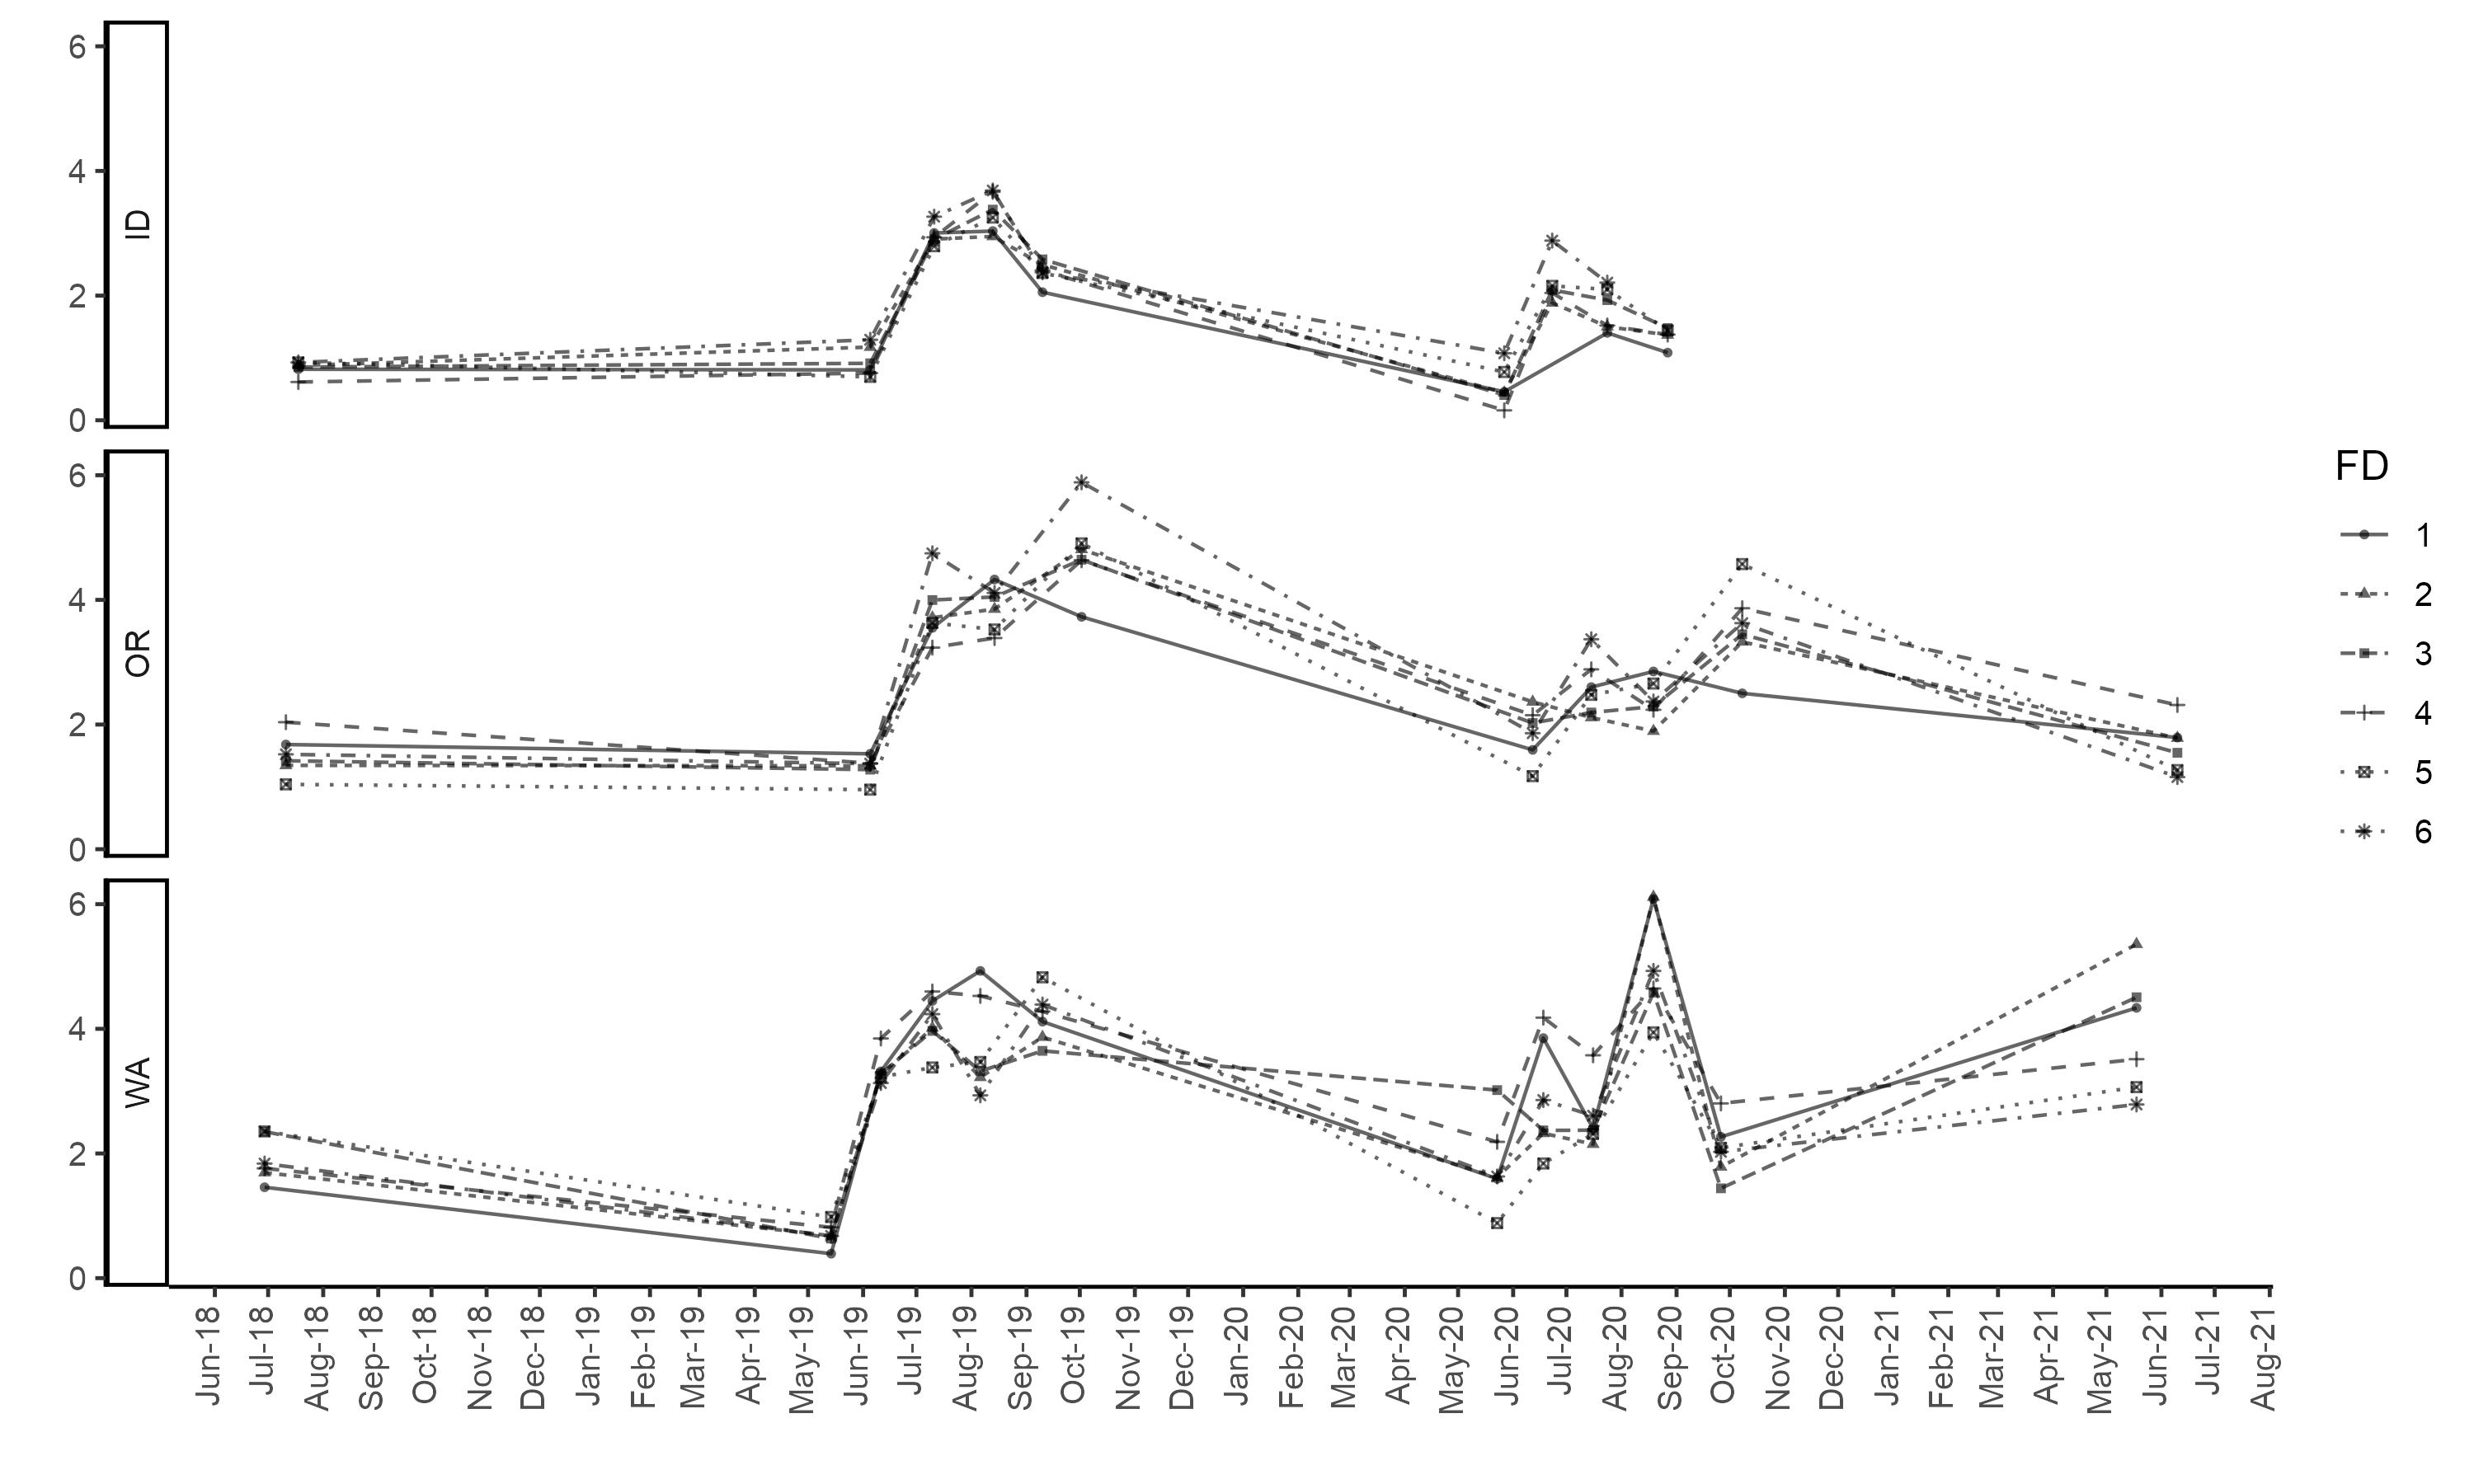 6
4
2
0
ID
6
4
2
0
OR
6
4
2
0
WA
Jun-18
Jul-18
Aug-18
Sep-18
Oct-18
Nov-18
Dec-18
Jan-19
Feb-19
Mar-19
Apr-19
May-19
Jun-19
Jul-19
Aug-19
Sep-19
Oct-19
Nov-19
Dec-19
Jan-20
Feb-20
Mar-20
Apr-20
May-20
Jun-20
Jul-20
Aug-20
Sep-20
Oct-20
Nov-20
Dec-20
Jan-21
Feb-21
Mar-21
Apr-21
May-21
Jun-21
Jul-21
Aug-21
FD
1
2
3
4
5
6